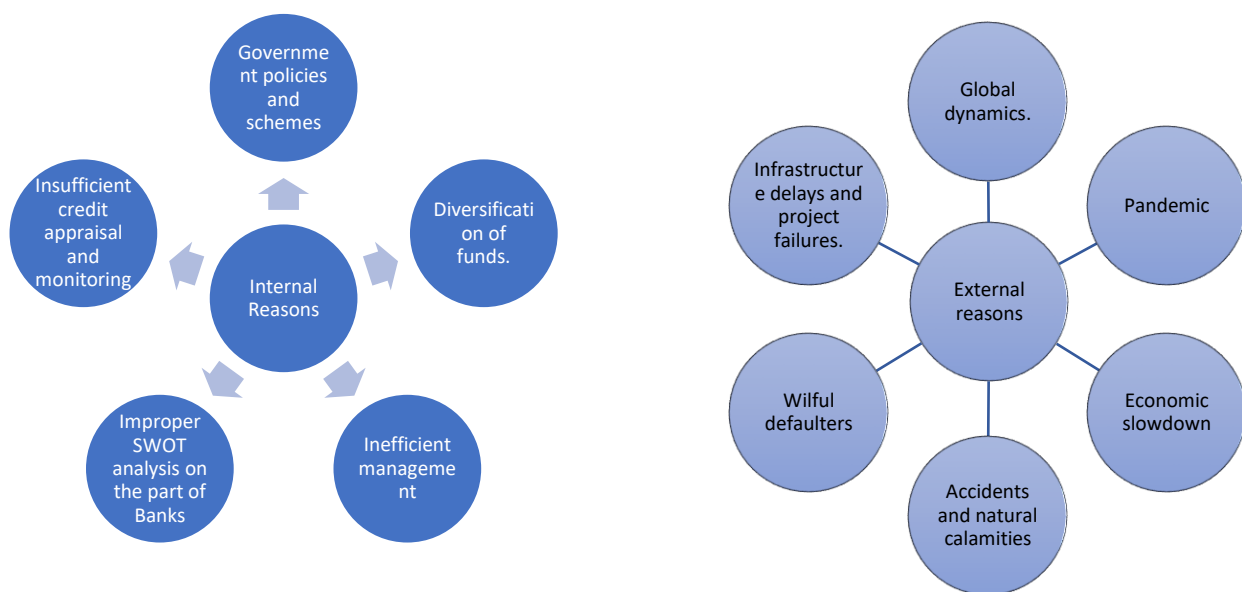 Governme
nt policies
and
schemes
Diversificati
on of
funds.
Inefficient
manageme
nt
Improper
SWOT
analysis on
the part of
Banks
Insufficient
credit
appraisal
and
monitoring
Internal
Reasons
Global
dynamics.
Pandemic
Economic
slowdown
Accidents
and natural
calamities
Wilful
defaulters
Infrastructur
e delays and
project
failures.
External
reasons